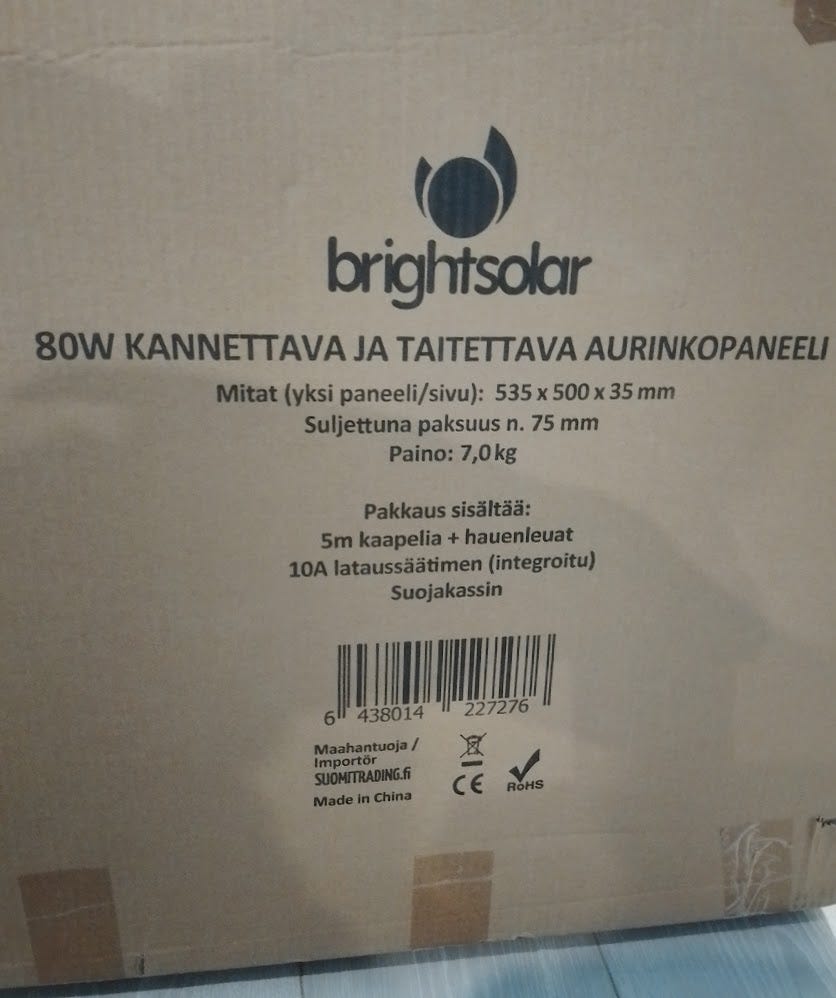 brightsolar
80W KANNETTAVA JA TAITETTAVA AURINKOPANEELI
Mitat (yksi paneeli/sivu): 535 x 500 x 35 mm
Suljettuna paksuus n. 75 mm
Paino: 7,0 kg
Pakkaus sisältää:
5m kaapelia + hauenleuat
10A lataussäätimen (integroitu)
Suojakassin
6 438014 227276
Maahantuoja /
Importör
SUOMITRADING.fi
Made in China
CE
RoHS